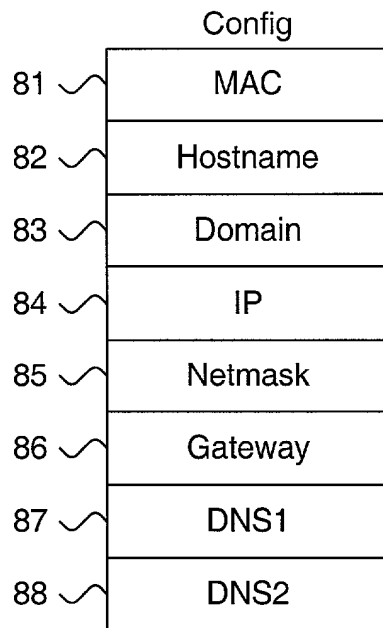 Config
81 MAC
82 Hostname
83 Domain
84 IP
85 Netmask
86 Gateway
87 DNS1
88 DNS2